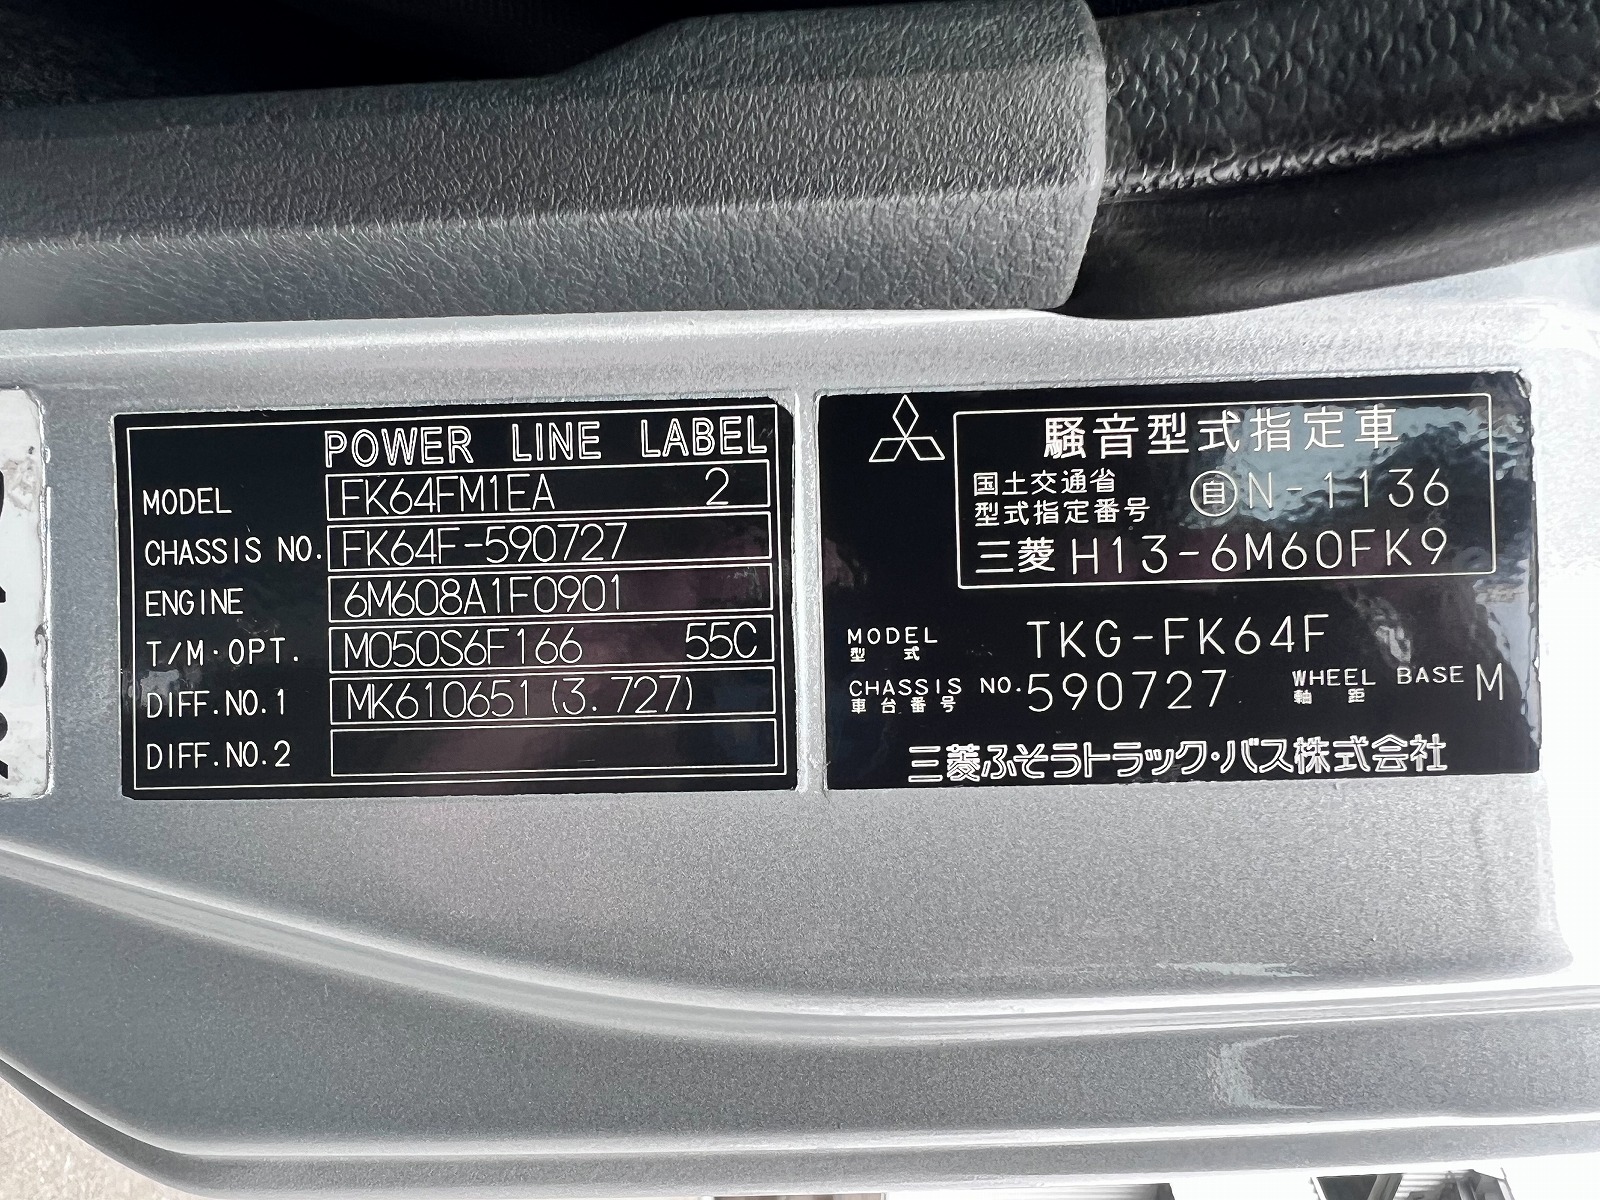 POWER LINE LABEL
MODEL FK64FM1EA 2
CHASSIS NO. FK64F-590727
ENGINE 6M608A1F0901
T/M·OPT. M050S6F166 55C
DIFF.NO.1 MK610651(3.727)
DIFF.NO.2
騒音型式指定車
国土交通省
型式指定番号 自N-1136
三菱H13-6M60FK9
MODEL TKG-FK64F
型式
CHASSIS NO.590727 WHEEL BASE M
車台番号 軸距
三菱ふそうトラック・バス株式会社